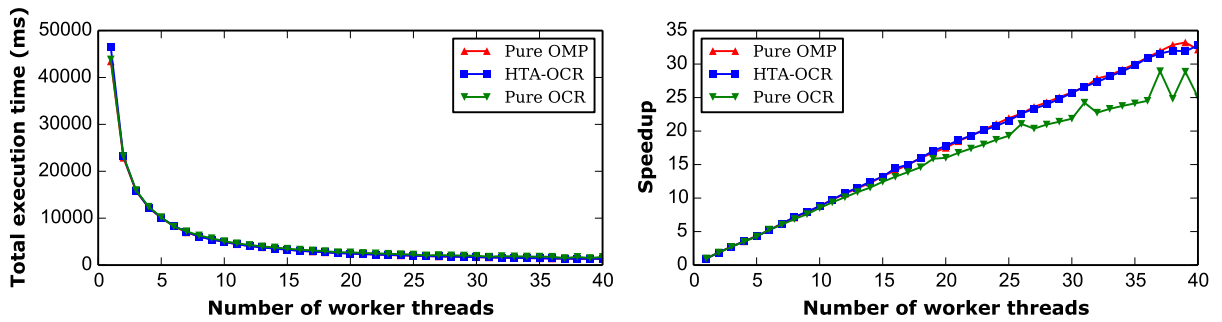 Total execution time (ms)
50000
40000
30000
20000
10000
0
0 5 10 15 20 25 30 35 40
Number of worker threads
Pure OMP
HTA-OCR
Pure OCR
Speedup
35
30
25
20
15
10
5
0
0 5 10 15 20 25 30 35 40
Number of worker threads
Pure OMP
HTA-OCR
Pure OCR